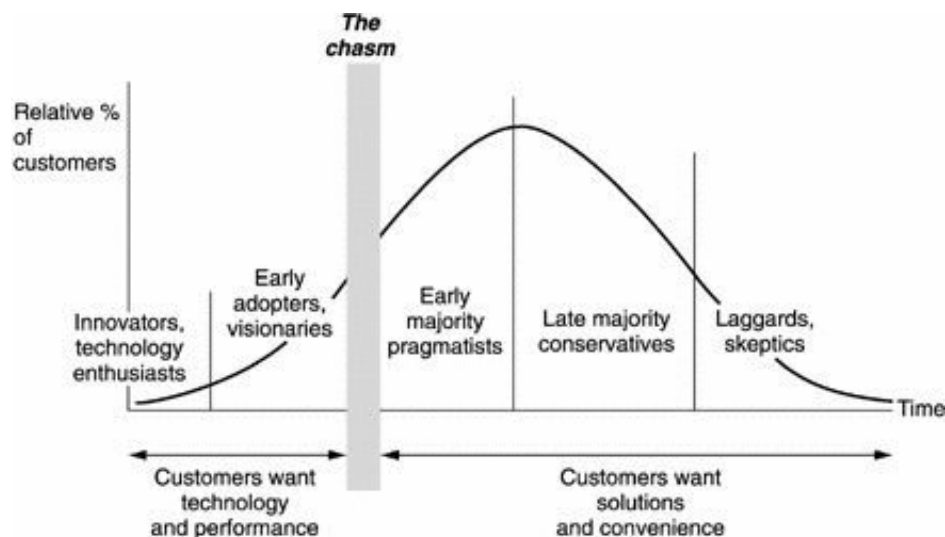 The
chasm
Relative %
of
customers
Innovators,
technology
enthusiasts
Early
adopters,
visionaries
Early
majority
pragmatists
Late majority
conservatives
Laggards,
skeptics
Time
Customers want
technology
and performance
Customers want
solutions
and convenience